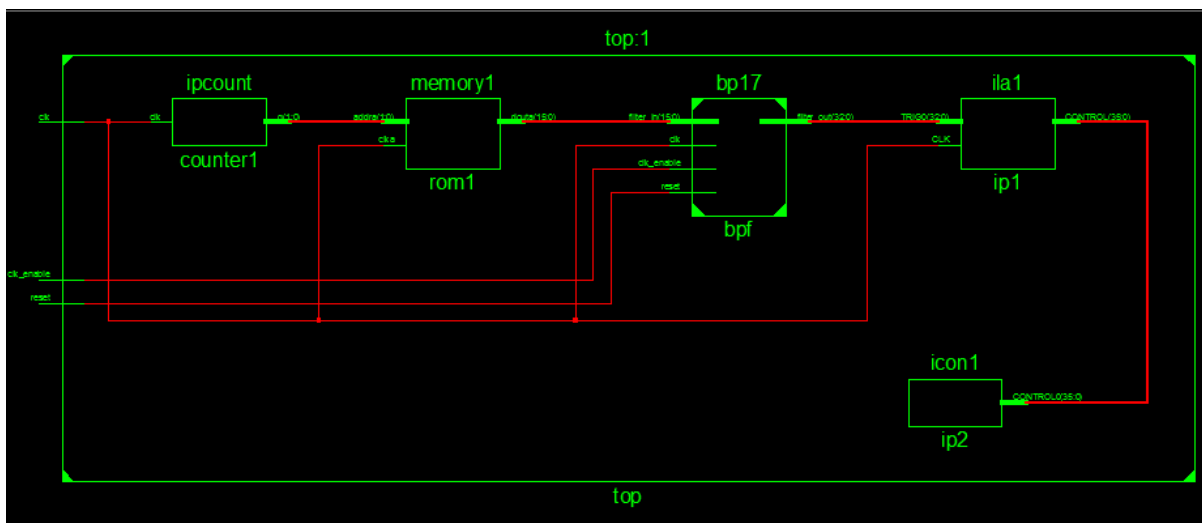 top:1
ipcount
memory1
bp17
ila1
clk
clk
q(1:0)
addra(1:0)
douta(15:0)
filter_in(15:0)
filter_out(32:0)
TRIG0(32:0)
CONTROL(35:0)
clka
clk
CLK
counter1
rom1
clk_enable
ip1
reset
bpf
clk_enable
reset
icon1
CONTROL0(35:0)
ip2
top